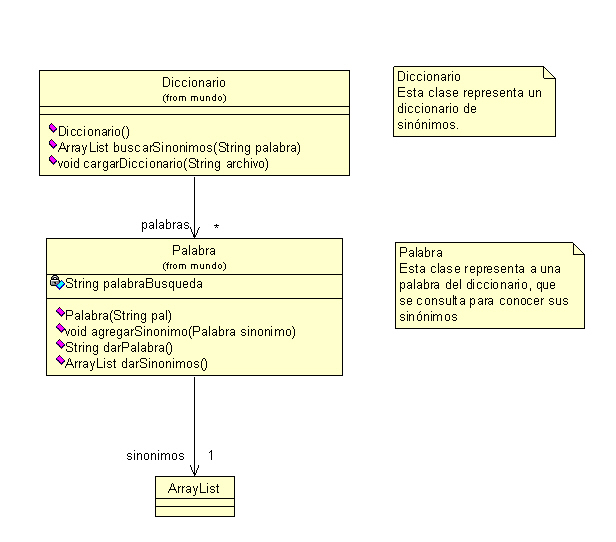 Diccionario
(from mundo)
Diccionario()
ArrayList buscarSinonimos(String palabra)
void cargarDiccionario(String archivo)
Diccionario
Esta clase representa un
diccionario de
sinónimos.
palabras *
Palabra
(from mundo)
String palabraBusqueda
Palabra(String pal)
void agregarSinonimo(Palabra sinonimo)
String darPalabra()
ArrayList darSinonimos()
Palabra
Esta clase representa a una
palabra del diccionario, que
se consulta para conocer sus
sinónimos
sinonimos 1
ArrayList